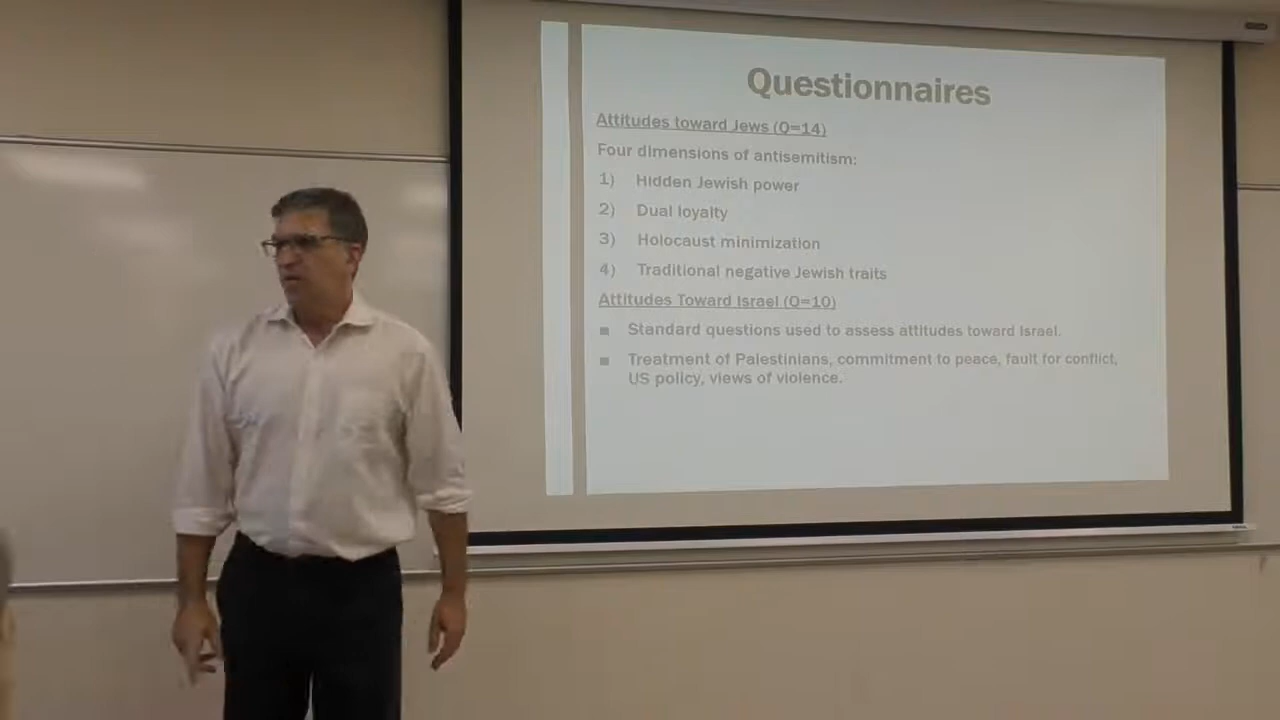 Questionnaires
Attitudes toward Jews (Q=14)
Four dimensions of antisemitism:
1) Hidden Jewish power
2) Dual loyalty
3) Holocaust minimization
4) Traditional negative Jewish traits
Attitudes Toward Israel (Q=10)
■ Standard questions used to assess attitudes toward Israel.
■ Treatment of Palestinians, commitment to peace, fault for conflict,
US policy, views of violence.